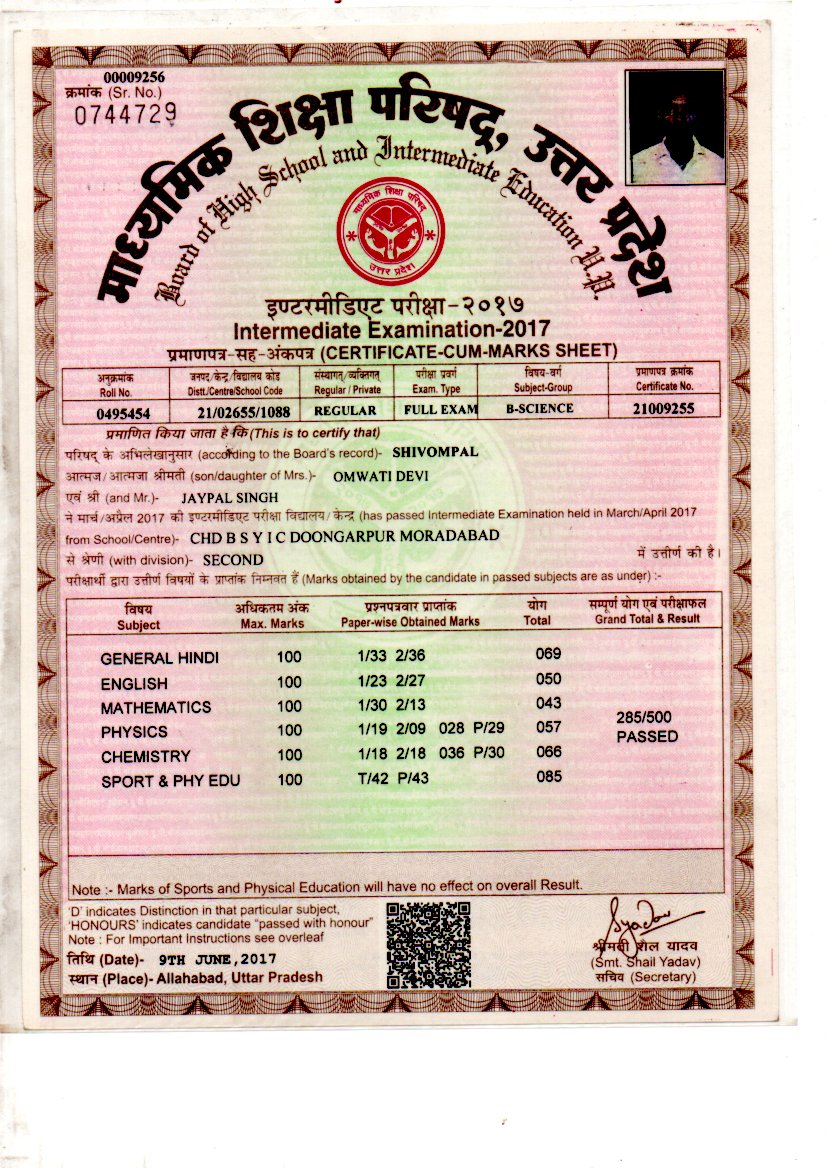 00009256
क्रमांक (Sr. No.)
0744729
माध्यमिक शिक्षा परिषद्, उत्तर प्रदेश
Board of High School and Intermediate Education U.P.
माध्यमिक शिक्षा परिषद्
उत्तर प्रदेश
इण्टरमीडिएट परीक्षा-२०१७
Intermediate Examination-2017
प्रमाणपत्र-सह-अंकपत्र (CERTIFICATE-CUM-MARKS SHEET)
अनुक्रमांक जनपद/केन्द्र/विद्यालय कोड संस्थागत/व्यक्तिगत परीक्षा प्रवर्ग विषय-वर्ग प्रमाणपत्र क्रमांक
Roll No. Distt./Centre/School Code Regular / Private Exam. Type Subject-Group Certificate No.
0495454 21/02655/1088 REGULAR FULL EXAM B-SCIENCE 21009255
प्रमाणित किया जाता है कि (This is to certify that)
परिषद् के अभिलेखानुसार (according to the Board's record)- SHIVOMPAL
आत्मज/आत्मजा श्रीमती (son/daughter of Mrs.)- OMWATI DEVI
एवं श्री (and Mr.)- JAYPAL SINGH
ने मार्च/अप्रैल 2017 की इण्टरमीडिएट परीक्षा विद्यालय/केन्द्र (has passed Intermediate Examination held in March/April 2017
from School/Centre)- CHD B S Y I C DOONGARPUR MORADABAD
से श्रेणी (with division)- SECOND में उत्तीर्ण की है।
परीक्षार्थी द्वारा उत्तीर्ण विषयों के प्राप्तांक निम्नवत हैं (Marks obtained by the candidate in passed subjects are as under) :-
विषय अधिकतम अंक प्रश्नपत्रवार प्राप्तांक योग सम्पूर्ण योग एवं परीक्षाफल
Subject Max. Marks Paper-wise Obtained Marks Total Grand Total & Result
GENERAL HINDI 100 1/33 2/36 069
ENGLISH 100 1/23 2/27 050
MATHEMATICS 100 1/30 2/13 043
285/500
PHYSICS 100 1/19 2/09 028 P/29 057
PASSED
CHEMISTRY 100 1/18 2/18 036 P/30 066
SPORT & PHY EDU 100 T/42 P/43 085
Note :- Marks of Sports and Physical Education will have no effect on overall Result.
'D' indicates Distinction in that particular subject,
'HONOURS' indicates candidate "passed with honour"
Note : For Important Instructions see overleaf
तिथि (Date)- 9TH JUNE,2017
स्थान (Place)- Allahabad, Uttar Pradesh
Syadav
श्रीमती शैल यादव
(Smt. Shail Yadav)
सचिव (Secretary)